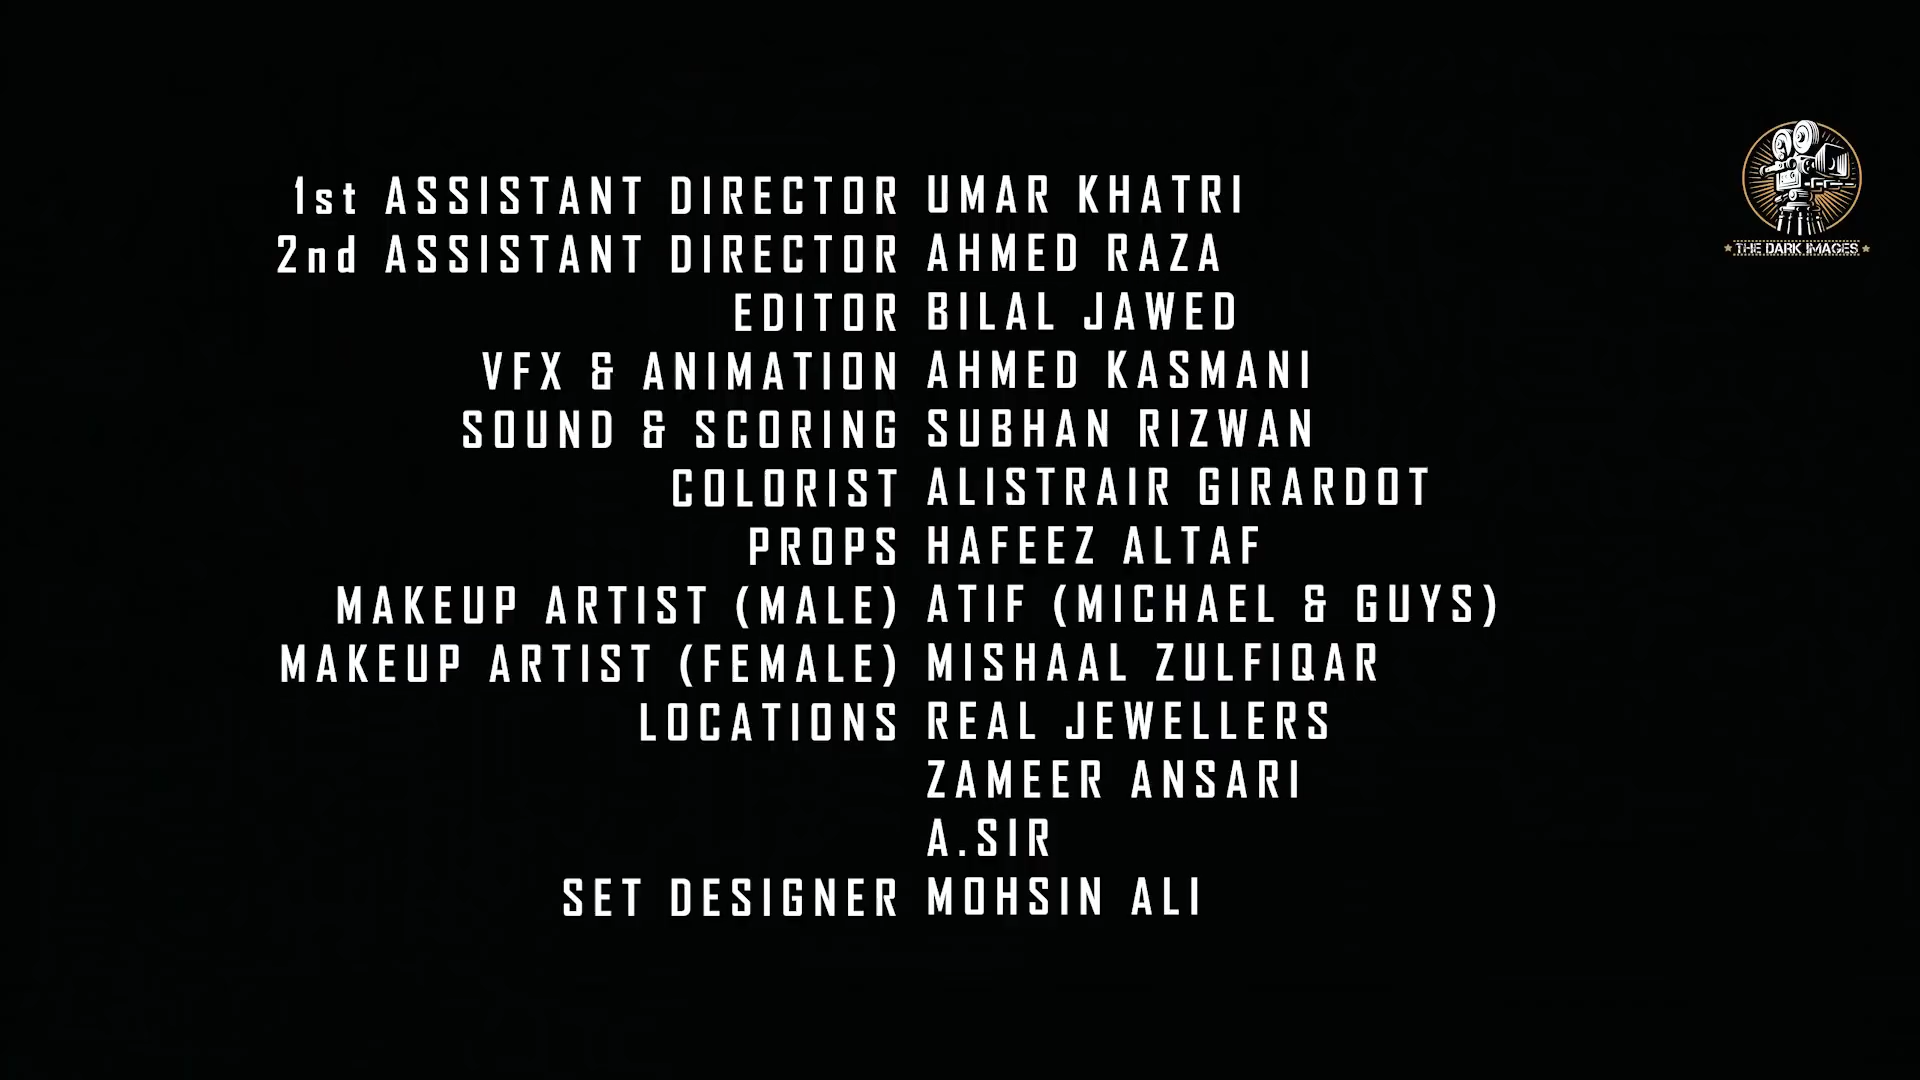 1st ASSISTANT DIRECTOR UMAR KHATRI
2nd ASSISTANT DIRECTOR AHMED RAZA
EDITOR BILAL JAWED
VFX & ANIMATION AHMED KASMANI
SOUND & SCORING SUBHAN RIZWAN
COLORIST ALISTRAIR GIRARDOT
PROPS HAFEEZ ALTAF
MAKEUP ARTIST (MALE) ATIF (MICHAEL & GUYS)
MAKEUP ARTIST (FEMALE) MISHAAL ZULFIQAR
LOCATIONS REAL JEWELLERS
ZAMEER ANSARI
A.SIR
SET DESIGNER MOHSIN ALI
THE DARK IMAGES